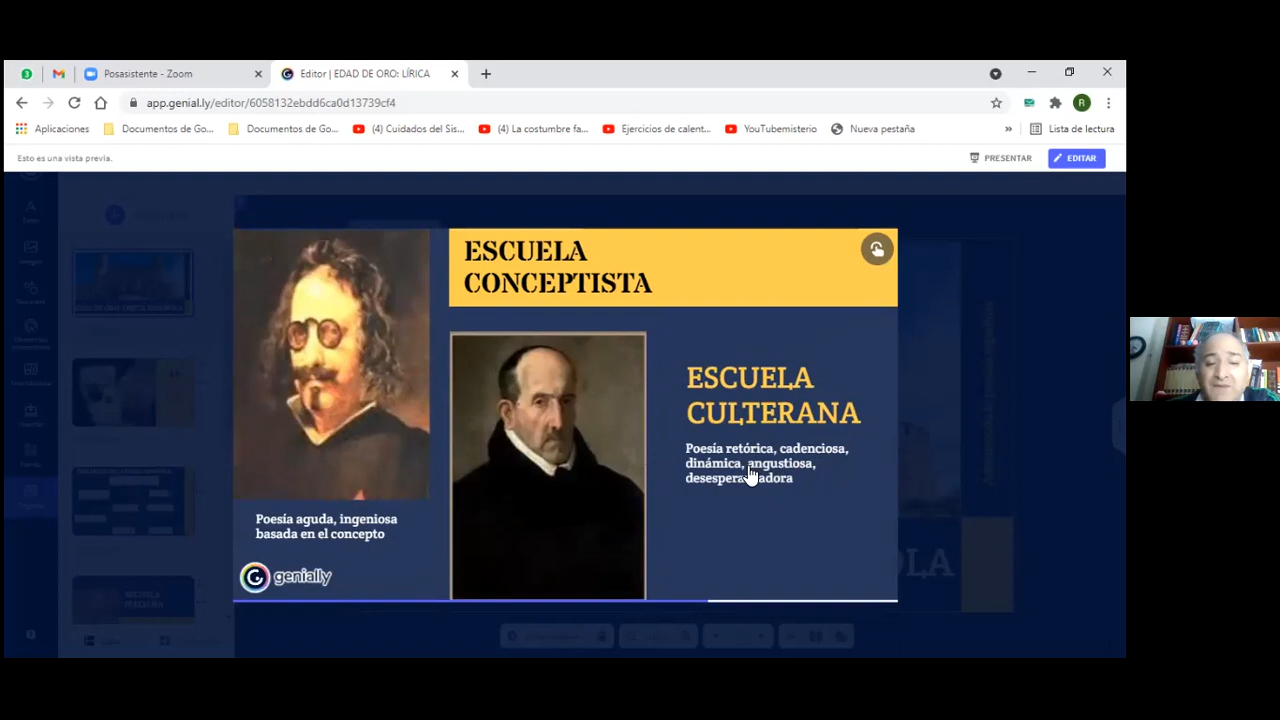 Posasistente - Zoom
Editor | EDAD DE ORO: LÍRICA
app.genial.ly/editor/6058132ebdd6ca0d13739cf4
R
Aplicaciones
Documentos de Go...
Documentos de Go...
(4) Cuidados del Sis...
(4) La costumbre fa...
Ejercicios de calent...
YouTubemisterio
Nueva pestaña
»
Lista de lectura
Esto es una vista previa.
PRESENTAR
EDITAR
ESCUELA
CONCEPTISTA
ESCUELA
CULTERANA
Poesía retórica, cadenciosa,
dinámica, angustiosa,
Poesía aguda, ingeniosa
basada en el concepto
genially
OLA